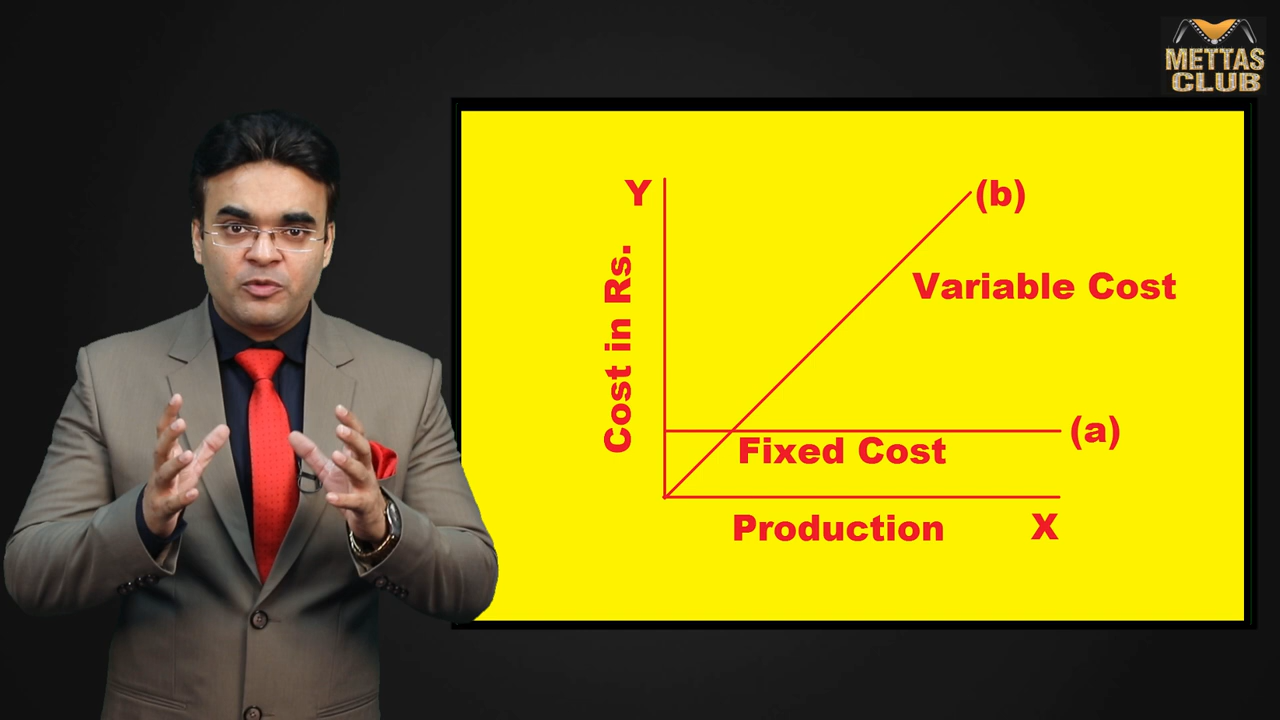 METTAS
CLUB
Y
(b)
Cost in Rs.
Variable Cost
(a)
Fixed Cost
Production
X